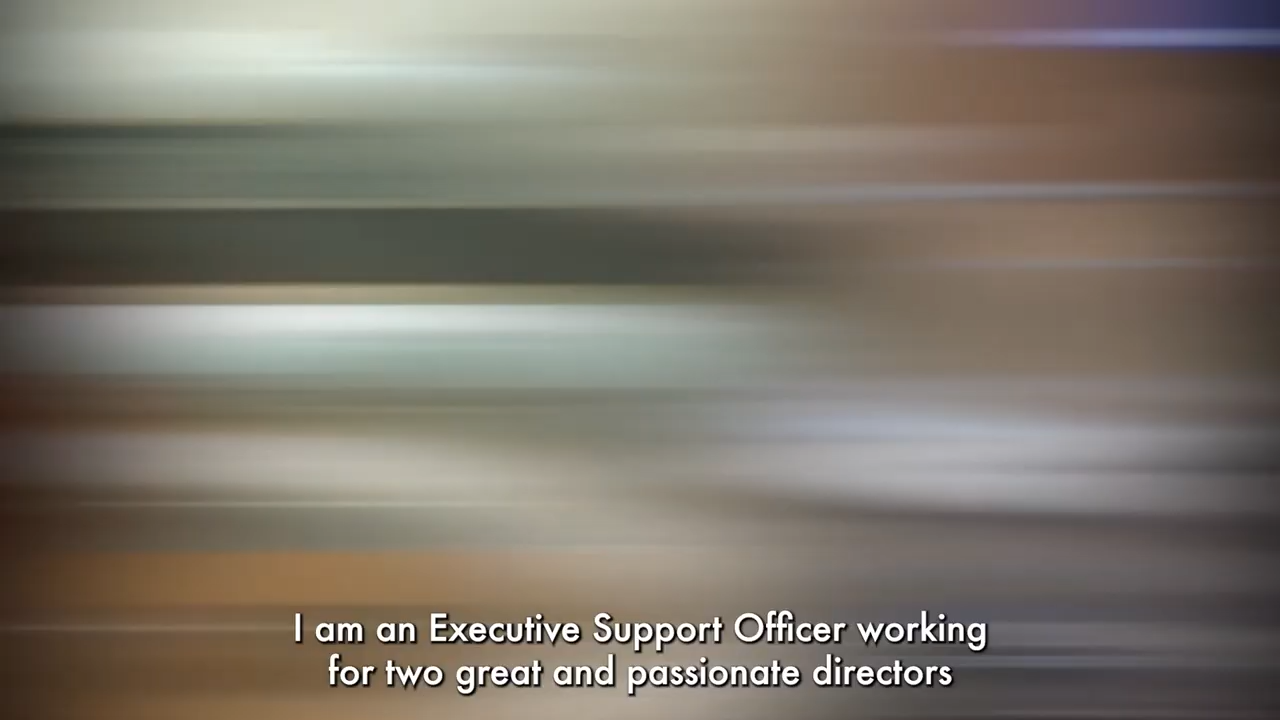 I am an Executive Support Officer working
for two great and passionate directors